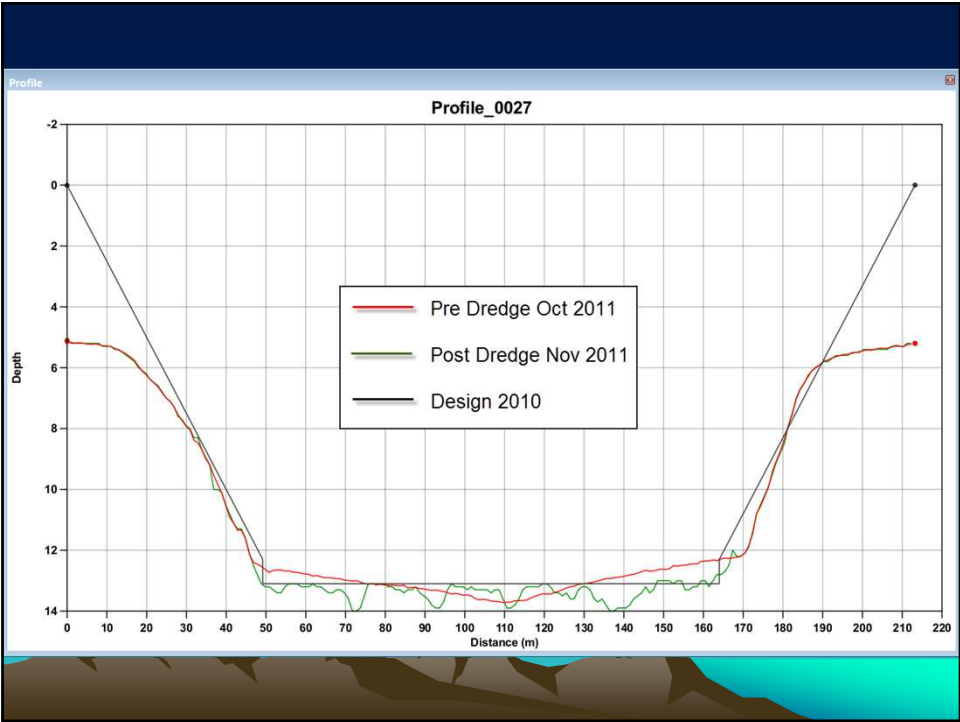 Profile
Profile_0027
-2
0
2
4
6
8
10
12
14
Depth
Pre Dredge Oct 2011
Post Dredge Nov 2011
Design 2010
0 10 20 30 40 50 60 70 80 90 100 110 120 130 140 150 160 170 180 190 200 210 220
Distance (m)